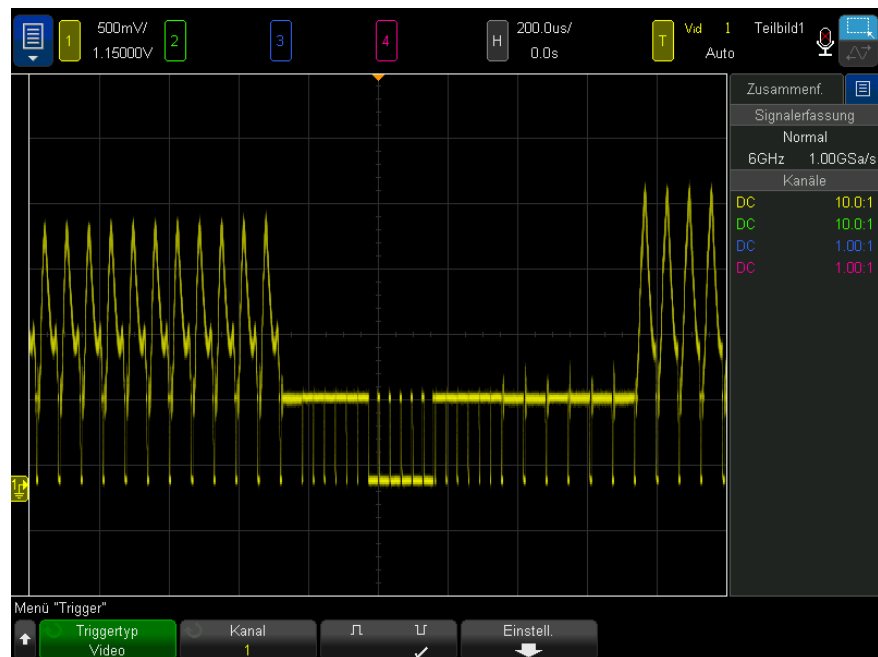 1 500mV/ 1.15000V 2 3 4 H 200.0us/ 0.0s T Vid 1 Teilbild1 Auto
Zusammenf.
Signalerfassung
Normal
6GHz 1.00GSa/s
Kanäle
DC 10.0:1
DC 10.0:1
DC 1.00:1
DC 1.00:1
Menü "Trigger"
Triggertyp Kanal Einstell.
Video 1